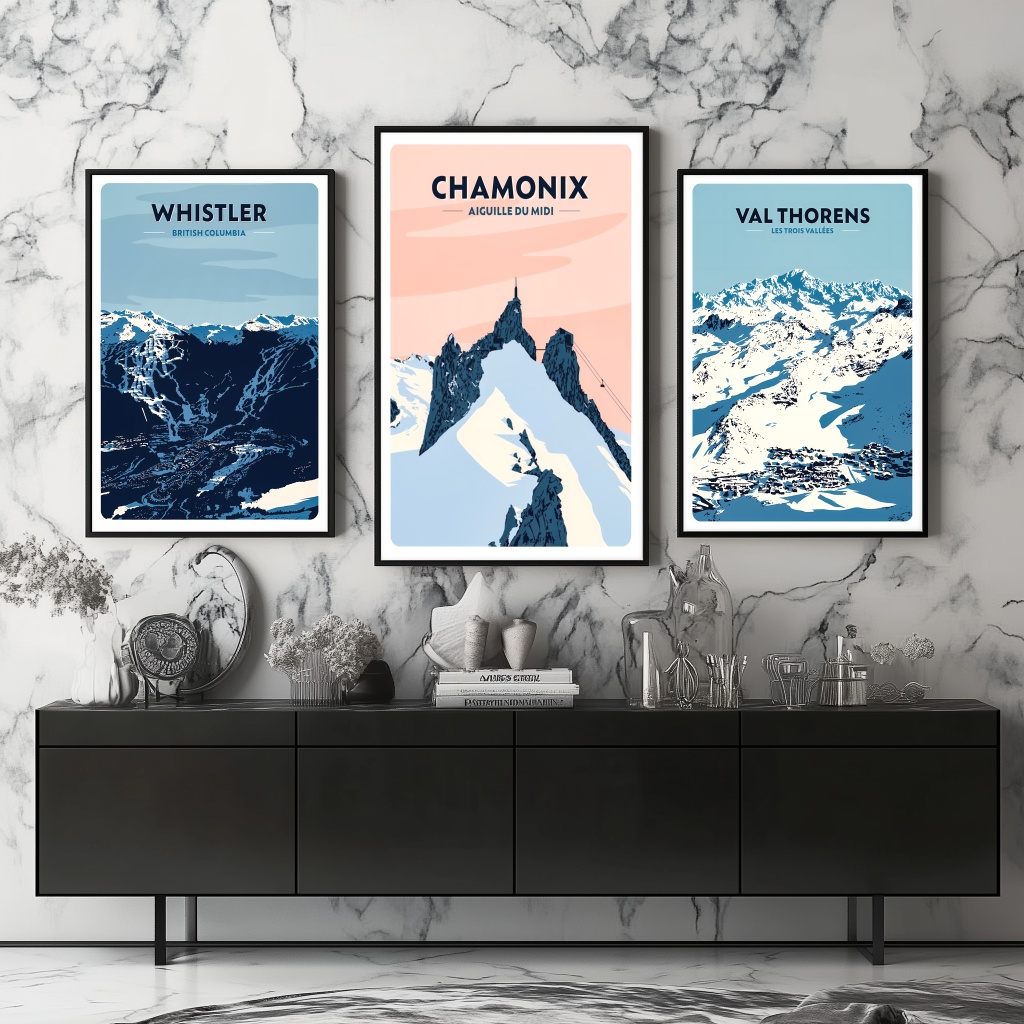 WHISTLER
BRITISH COLUMBIA
CHAMONIX
AIGUILLE DU MIDI
VAL THORENS
LES TROIS VALLÉES